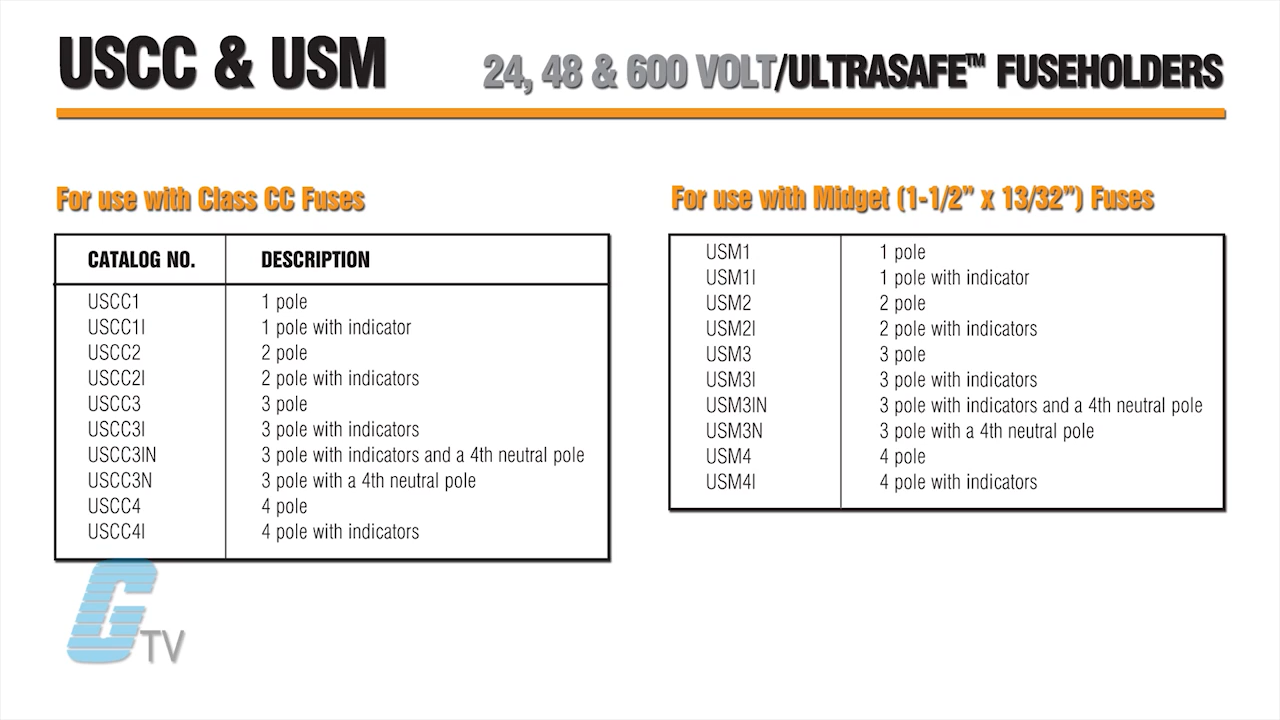 USCC & USM
24, 48 & 600 VOLT/ULTRASAFE™ FUSEHOLDERS
For use with Class CC Fuses
CATALOG NO. DESCRIPTION
USCC1 1 pole
USCC1I 1 pole with indicator
USCC2 2 pole
USCC2I 2 pole with indicators
USCC3 3 pole
USCC3I 3 pole with indicators
USCC3IN 3 pole with indicators and a 4th neutral pole
USCC3N 3 pole with a 4th neutral pole
USCC4 4 pole
USCC4I 4 pole with indicators
For use with Midget (1-1/2” x 13/32”) Fuses
USM1 1 pole
USM1I 1 pole with indicator
USM2 2 pole
USM2I 2 pole with indicators
USM3 3 pole
USM3I 3 pole with indicators
USM3IN 3 pole with indicators and a 4th neutral pole
USM3N 3 pole with a 4th neutral pole
USM4 4 pole
USM4I 4 pole with indicators
G TV